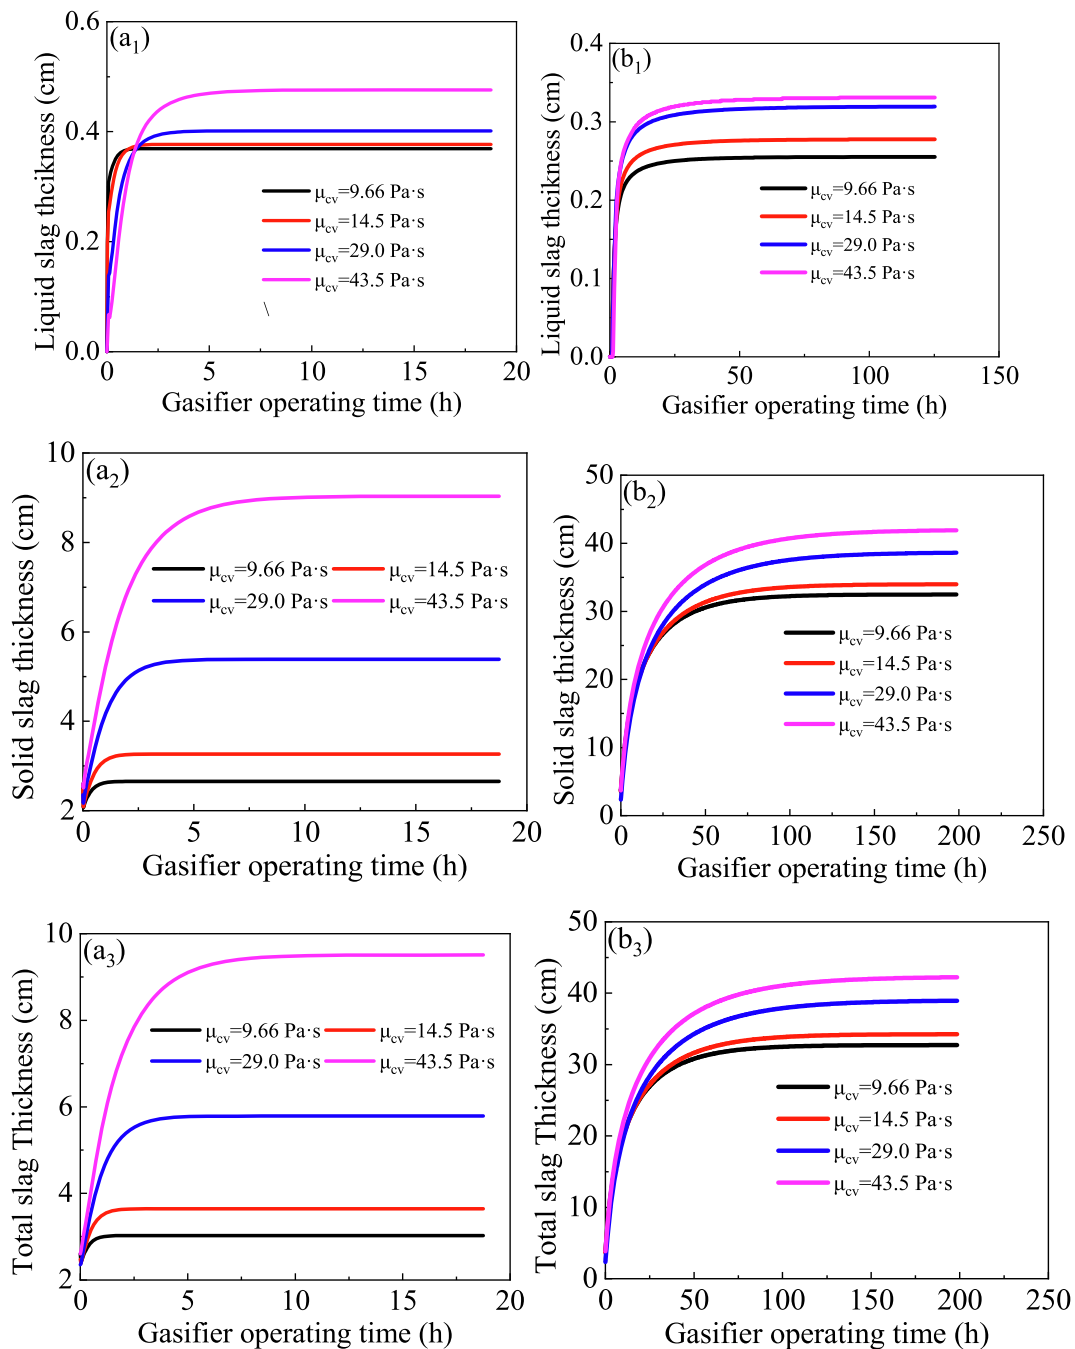 (a1)
0.6
0.4
0.2
0.0
Liquid slag thcikness (cm)
μcv=9.66 Pa·s
μcv=14.5 Pa·s
μcv=29.0 Pa·s
μcv=43.5 Pa·s
\
0 5 10 15 20
Gasifier operating time (h)
(b1)
0.4
0.3
0.2
0.1
0.0
Liquid slag thcikness (cm)
μcv=9.66 Pa·s
μcv=14.5 Pa·s
μcv=29.0 Pa·s
μcv=43.5 Pa·s
0 50 100 150
Gasifier operating time (h)
(a2)
10
8
6
4
2
Solid slag thickness (cm)
μcv=9.66 Pa·s μcv=14.5 Pa·s
μcv=29.0 Pa·s μcv=43.5 Pa·s
0 5 10 15 20
Gasifier operating time (h)
(b2)
50
40
30
20
10
0
Solid slag thickness (cm)
μcv=9.66 Pa·s
μcv=14.5 Pa·s
μcv=29.0 Pa·s
μcv=43.5 Pa·s
0 50 100 150 200 250
Gasifier operating time (h)
(a3)
10
8
6
4
2
Total slag Thickness (cm)
μcv=9.66 Pa·s μcv=14.5 Pa·s
μcv=29.0 Pa·s μcv=43.5 Pa·s
0 5 10 15 20
Gasifier operating time (h)
(b3)
50
40
30
20
10
0
Total slag Thickness (cm)
μcv=9.66 Pa·s
μcv=14.5 Pa·s
μcv=29.0 Pa·s
μcv=43.5 Pa·s
0 50 100 150 200 250
Gasifier operating time (h)